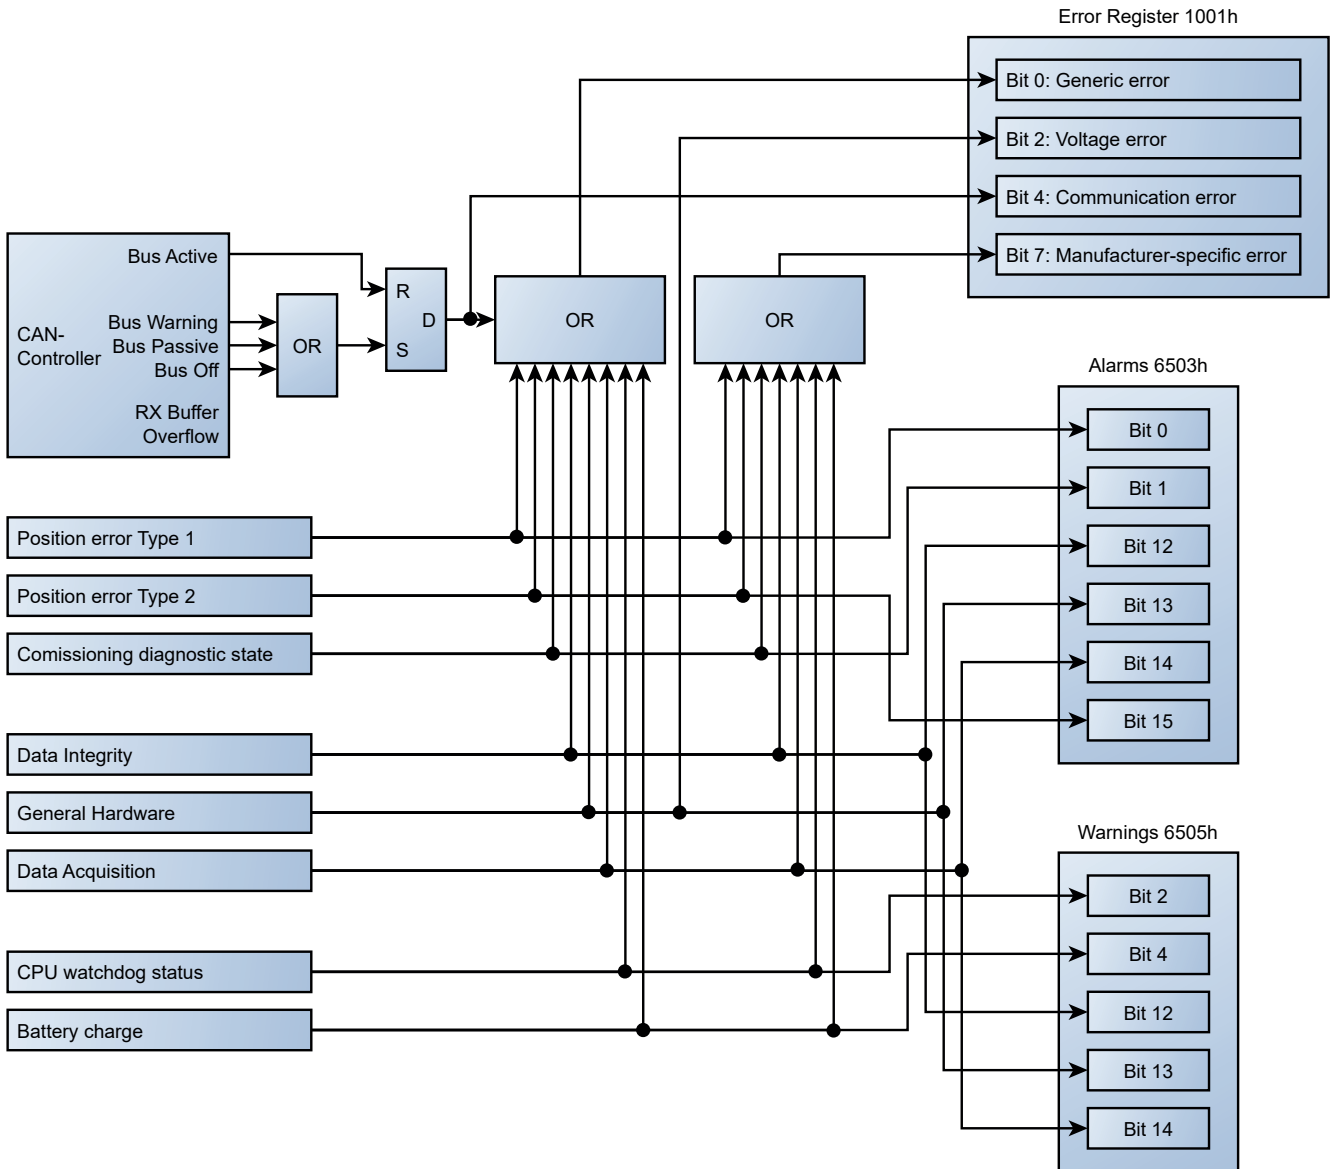 Error Register 1001h
Bit 0: Generic error
Bit 2: Voltage error
Bit 4: Communication error
Bit 7: Manufacturer-specific error
CAN-
Controller
Bus Active
Bus Warning
Bus Passive
Bus Off
RX Buffer
Overflow
OR
R
D
S
OR
OR
Alarms 6503h
Bit 0
Bit 1
Bit 12
Bit 13
Bit 14
Bit 15
Position error Type 1
Position error Type 2
Comissioning diagnostic state
Data Integrity
General Hardware
Data Acquisition
CPU watchdog status
Battery charge
Warnings 6505h
Bit 2
Bit 4
Bit 12
Bit 13
Bit 14